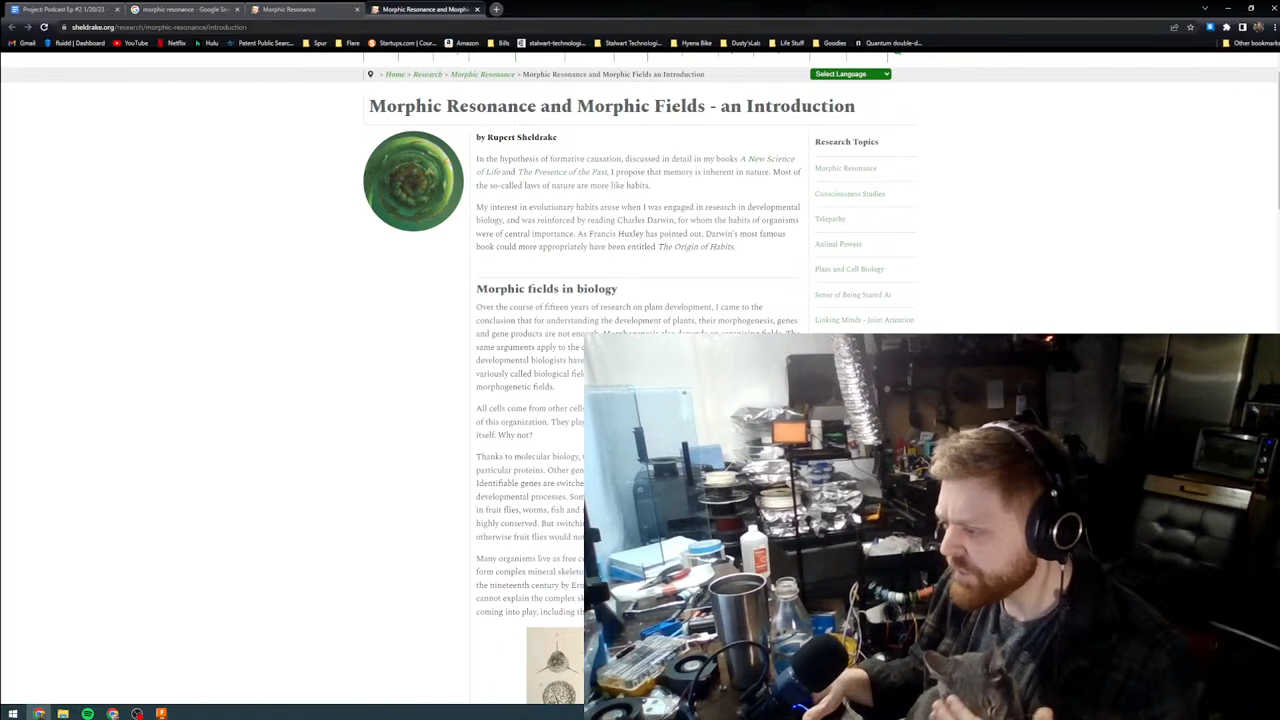 Project: Podcast Ep #2 1/20/23
morphic resonance - Google Se
Morphic Resonance
Morphic Resonance and Morphi
sheldrake.org/research/morphic-resonance/introduction
Gmail
fluidd | Dashboard
YouTube
Netflix
Hulu
Patent Public Searc...
Spur
Flare
Startups.com | Cour...
Amazon
Bills
stalwart-technologi...
Stalwart Technologi...
Hyena Bike
Dusty'sLab
Life Stuff
Goodies
Quantum double-d...
Other bookmarks
> Home > Research > Morphic Resonance > Morphic Resonance and Morphic Fields an Introduction
Select Language
Morphic Resonance and Morphic Fields - an Introduction
by Rupert Sheldrake
In the hypothesis of formative causation, discussed in detail in my books A New Science
of Life and The Presence of the Past, I propose that memory is inherent in nature. Most of
the so-called laws of nature are more like habits.
My interest in evolutionary habits arose when I was engaged in research in developmental
biology, and was reinforced by reading Charles Darwin, for whom the habits of organisms
were of central importance. As Francis Huxley has pointed out, Darwin's most famous
book could more appropriately have been entitled The Origin of Habits.
Morphic fields in biology
Over the course of fifteen years of research on plant development, I came to the
conclusion that for understanding the development of plants, their morphogenesis, genes
and gene products are not enough. Morphogenesis also depends on organizing fields. The
same arguments apply to the
developmental biologists have
variously called biological fiel
morphogenetic fields.
All cells come from other cells
of this organization. They play
itself. Why not?
Thanks to molecular biology,
particular proteins. Other gen
Identifiable genes are switche
developmental processes. Som
in fruit flies, worms, fish and
highly conserved. But switchin
otherwise fruit flies would no
Many organisms live as free c
form complex mineral skeleto
the nineteenth century by Ern
cannot explain the complex sk
coming into play, including th
Research Topics
Morphic Resonance
Consciousness Studies
Telepathy
Animal Powers
Plant and Cell Biology
Sense of Being Stared At
Linking Minds - Joint Attention